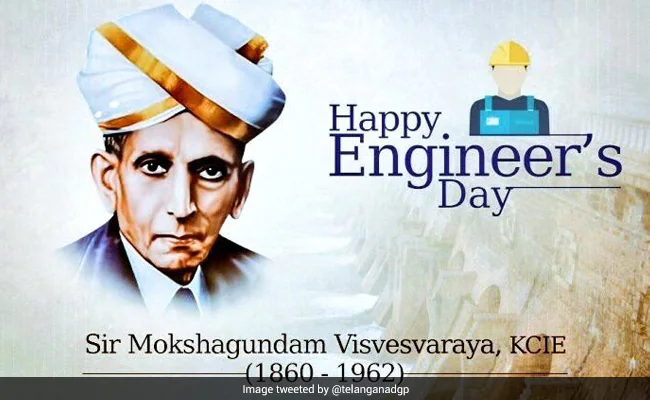 Happy
Engineer's
Day
Sir Mokshagundam Visvesvaraya, KCIE
(1860 - 1962)
Image tweeted by @telanganadgp